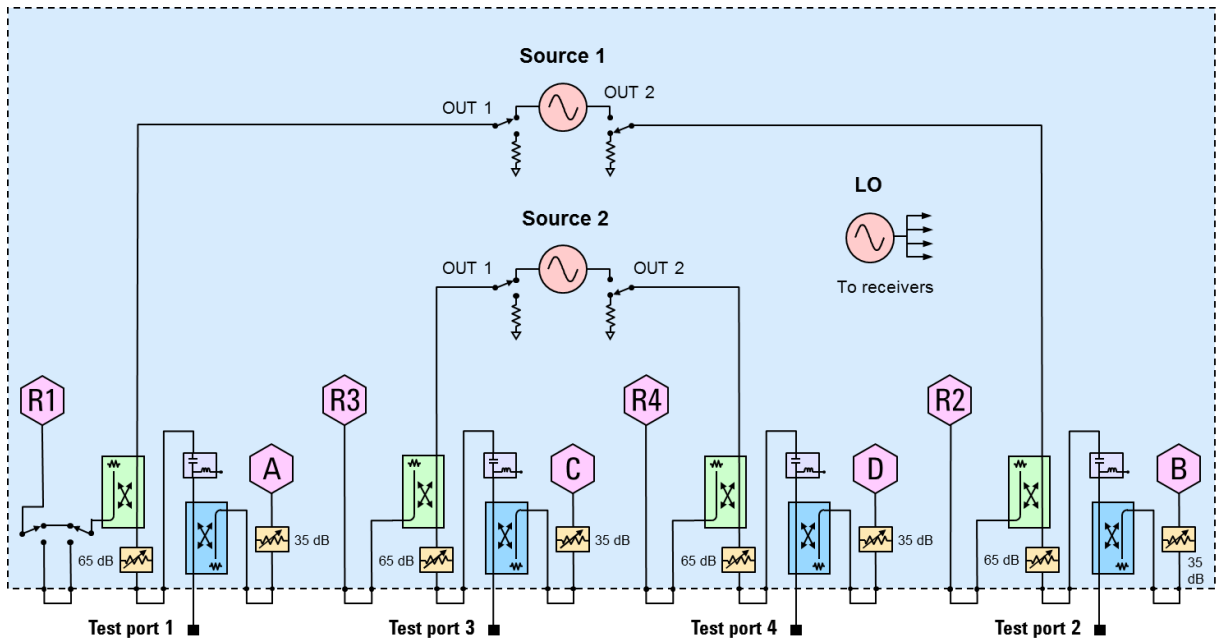 Source 1
OUT 1
OUT 2
LO
Source 2
OUT 1
OUT 2
To receivers
R1
R3
R4
R2
A
C
D
B
65 dB
35 dB
65 dB
35 dB
65 dB
35 dB
65 dB
35
dB
Test port 1
Test port 3
Test port 4
Test port 2